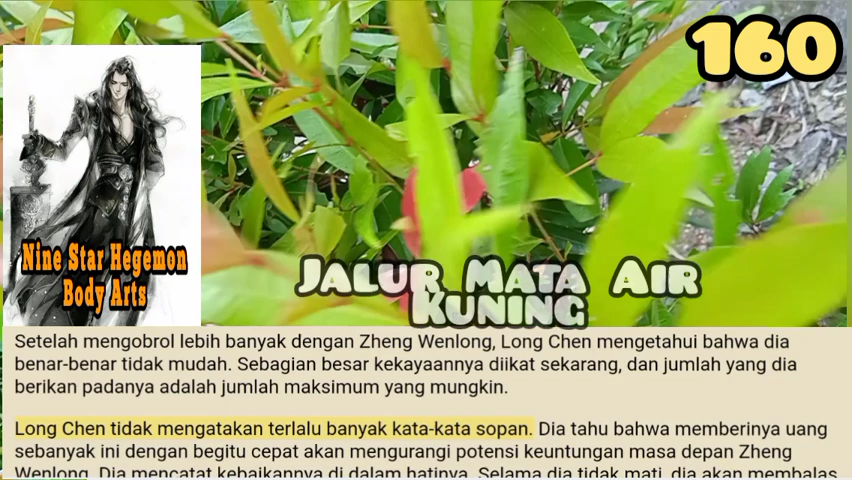 160
Nine Star Hegemon
Body Arts
Jalur Mata Air
Kuning
Setelah mengobrol lebih banyak dengan Zheng Wenlong, Long Chen mengetahui bahwa dia
benar-benar tidak mudah. Sebagian besar kekayaannya diikat sekarang, dan jumlah yang dia
berikan padanya adalah jumlah maksimum yang mungkin.
Long Chen tidak mengatakan terlalu banyak kata-kata sopan. Dia tahu bahwa memberinya uang
sebanyak ini dengan begitu cepat akan mengurangi potensi keuntungan masa depan Zheng
Wenlong. Dia mencatat kebaikannya di dalam hatinya. Selama dia tidak mati, dia akan membalas